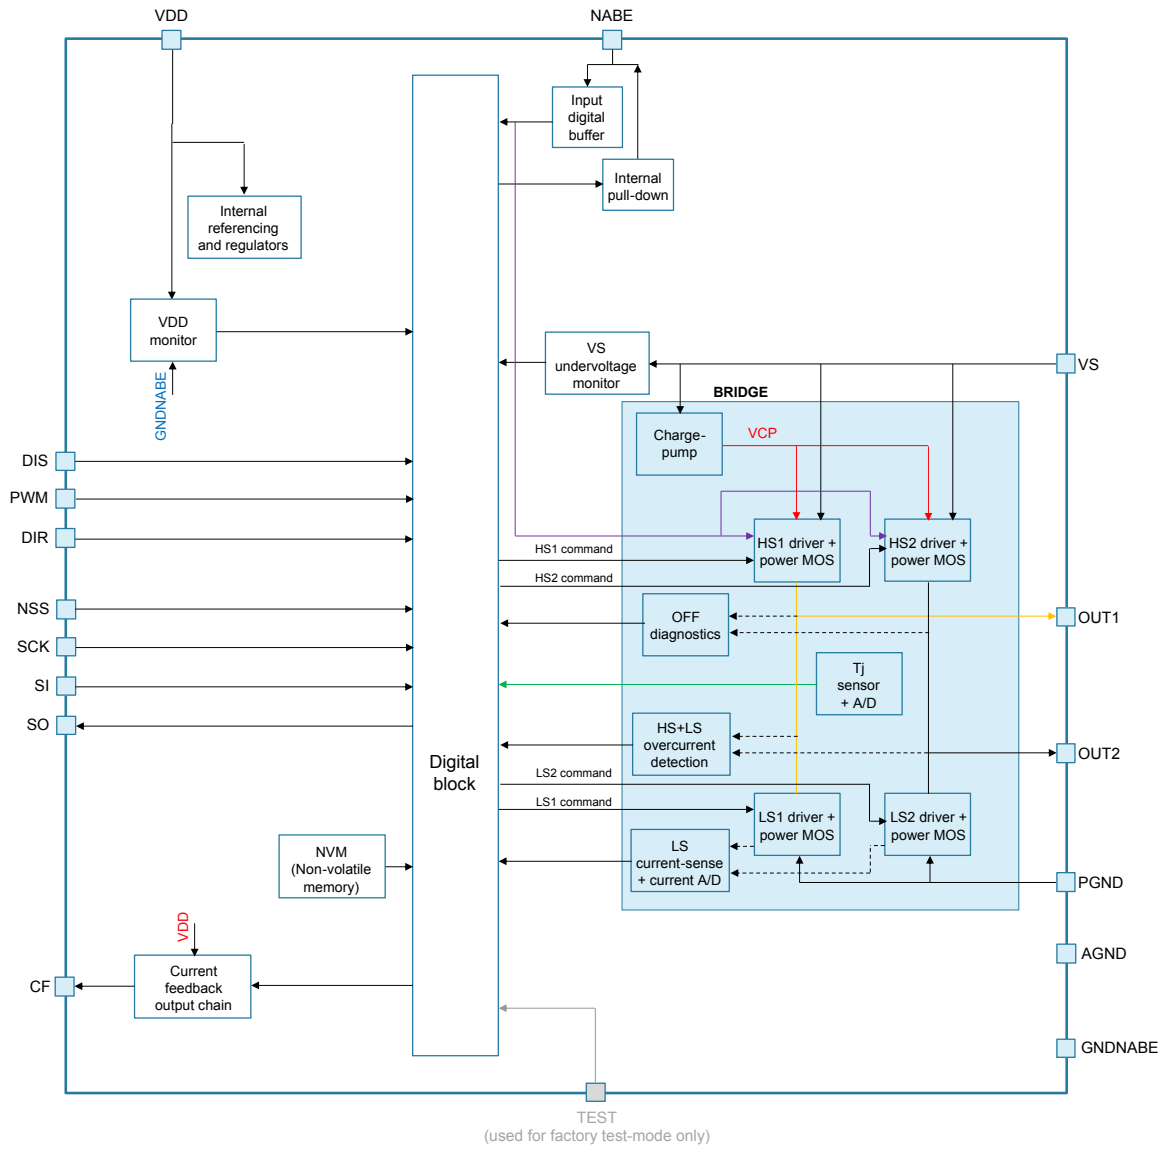 VDD
NABE
Input
digital
buffer
Internal
pull-down
Internal
referencing
and regulators
VDD
monitor
GNDNABE
VS
undervoltage
monitor
VS
BRIDGE
Charge-
pump
VCP
DIS
PWM
DIR
HS1 driver +
power MOS
HS2 driver +
power MOS
HS1 command
HS2 command
NSS
SCK
SI
SO
OFF
diagnostics
OUT1
Tj
sensor
+ A/D
HS+LS
overcurrent
detection
OUT2
Digital
block
LS2 command
LS1 command
LS1 driver +
power MOS
LS2 driver +
power MOS
NVM
(Non-volatile
memory)
LS
current-sense
+ current A/D
PGND
VDD
AGND
CF
Current
feedback
output chain
GNDNABE
TEST
(used for factory test-mode only)